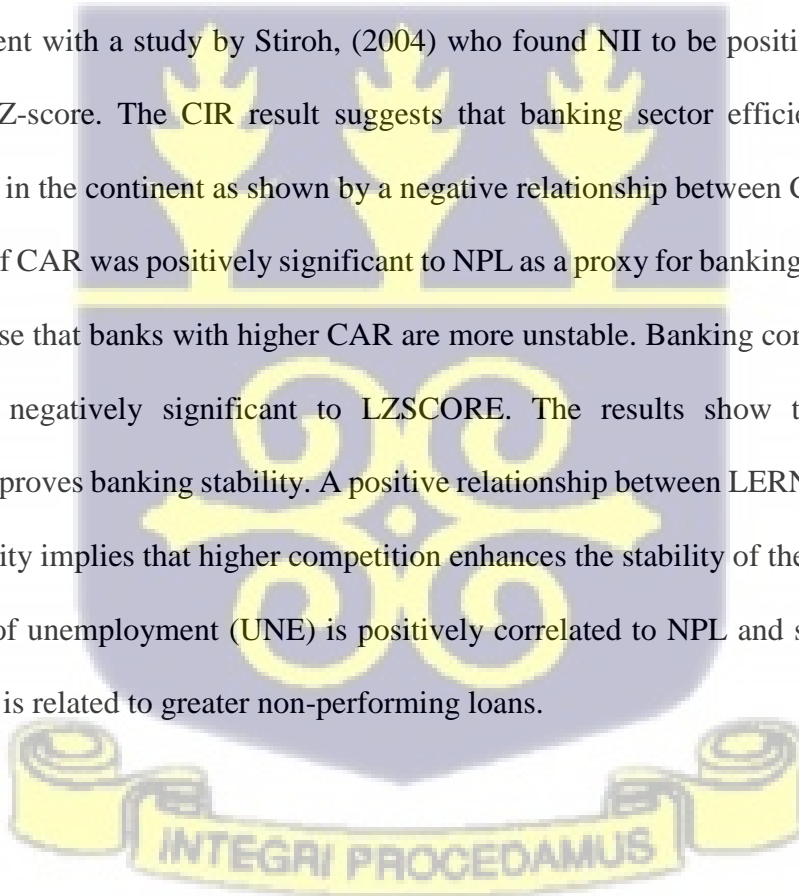 ent with a study by Stiroh, (2004) who found NII to be positi
Z-score. The CIR result suggests that banking sector efficie
in the continent as shown by a negative relationship between C
f CAR was positively significant to NPL as a proxy for banking
se that banks with higher CAR are more unstable. Banking con
negatively significant to LZSCORE. The results show t
proves banking stability. A positive relationship between LERN
ity implies that higher competition enhances the stability of the
of unemployment (UNE) is positively correlated to NPL and s
is related to greater non-performing loans.
INTEGRI PROCEDAMUS